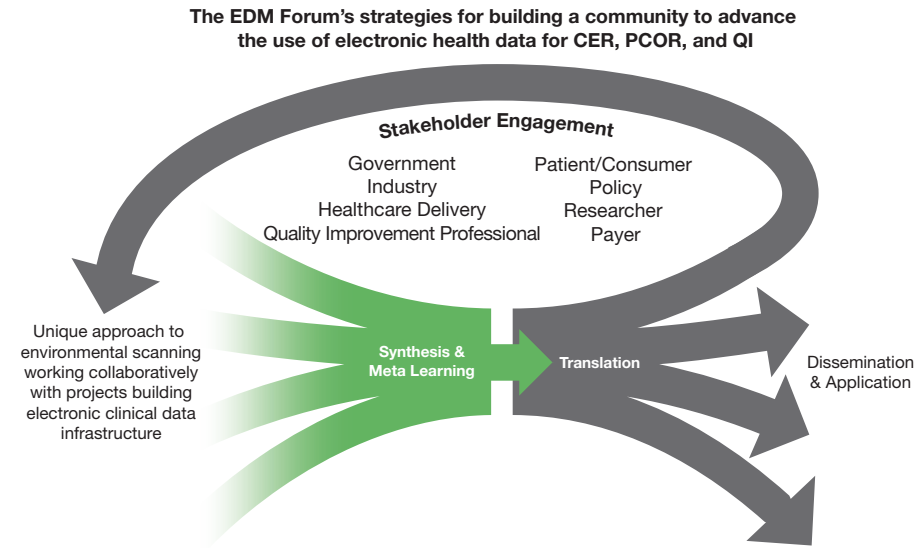 The EDM Forum’s strategies for building a community to advance
the use of electronic health data for CER, PCOR, and QI
Stakeholder Engagement
Government
Industry
Healthcare Delivery
Quality Improvement Professional
Patient/Consumer
Policy
Researcher
Payer
Unique approach to
environmental scanning
working collaboratively
with projects building
electronic clinical data
infrastructure
Synthesis &
Meta Learning
Translation
Dissemination
& Application